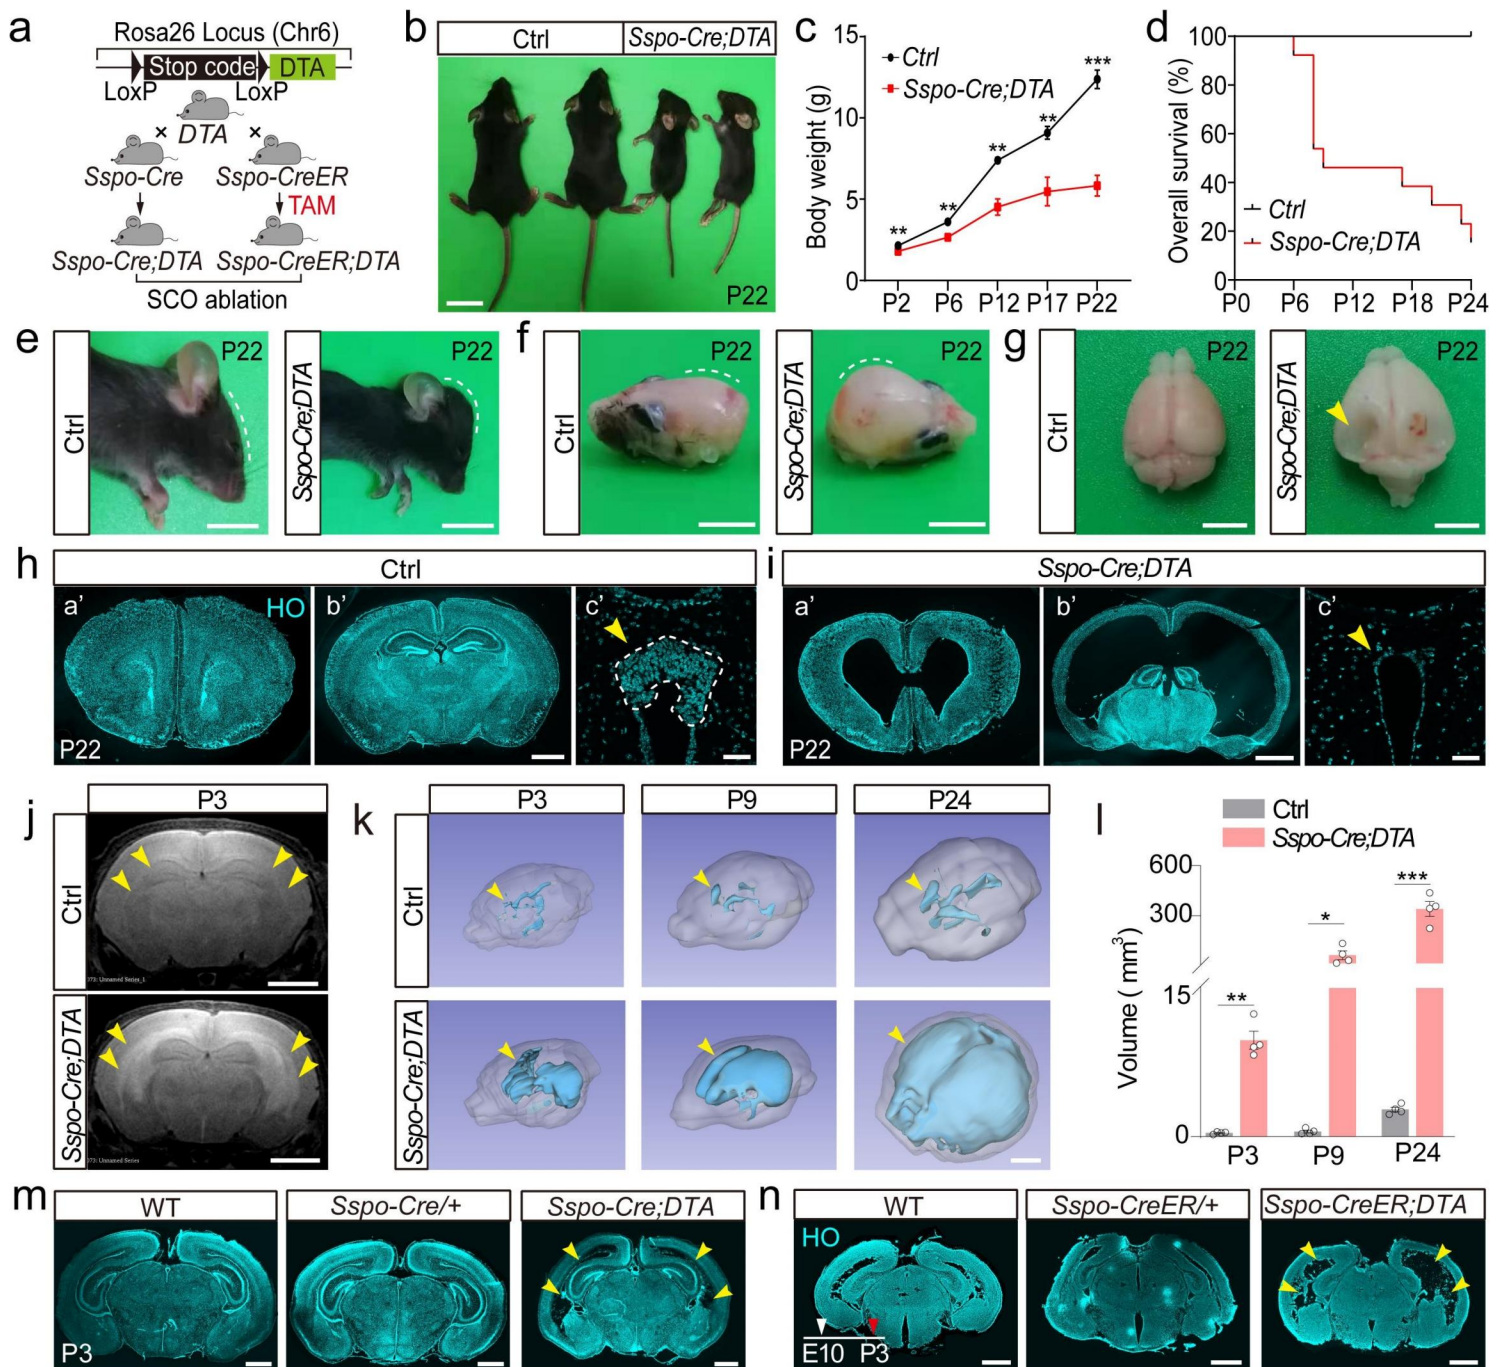 a
Rosa26 Locus (Chr6)
Stop code
DTA
LoxP
LoxP
×
DTA
×
Sspo-Cre
Sspo-CreER
TAM
Sspo-Cre;DTA
Sspo-CreER;DTA
SCO ablation
b
Ctrl
Sspo-Cre;DTA
P22
c
Body weight (g)
15
10
5
0
Ctrl
Sspo-Cre;DTA
**
**
**
**
***
P2
P6
P12
P17
P22
d
Overall survival (%)
100
80
60
40
20
0
Ctrl
Sspo-Cre;DTA
P0
P6
P12
P18
P24
e
Ctrl
P22
Sspo-Cre;DTA
P22
f
Ctrl
P22
Sspo-Cre;DTA
P22
g
Ctrl
P22
Sspo-Cre;DTA
P22
h
Ctrl
a’
HO
P22
b’
c’
i
Sspo-Cre;DTA
a’
P22
b’
c’
j
P3
Ctrl
073: Unnamed Series_1
Sspo-Cre;DTA
073: Unnamed Series
k
P3
P9
P24
Ctrl
Sspo-Cre;DTA
l
Ctrl
Sspo-Cre;DTA
Volume ( mm³)
600
300
15
0
**
*
***
P3
P9
P24
m
WT
Sspo-Cre/+
Sspo-Cre;DTA
P3
n
WT
Sspo-CreER/+
Sspo-CreER;DTA
HO
E10
P3